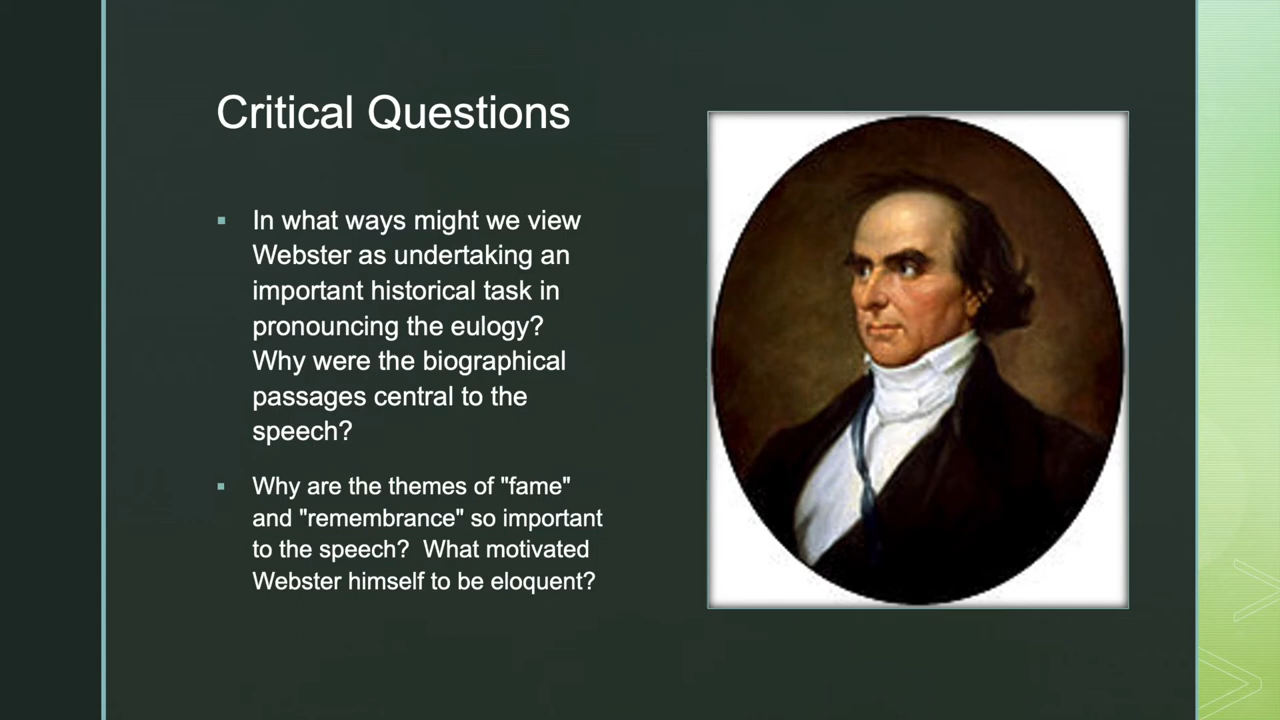 Critical Questions
In what ways might we view
Webster as undertaking an
important historical task in
pronouncing the eulogy?
Why were the biographical
passages central to the
speech?
Why are the themes of "fame"
and "remembrance" so important
to the speech?  What motivated
Webster himself to be eloquent?